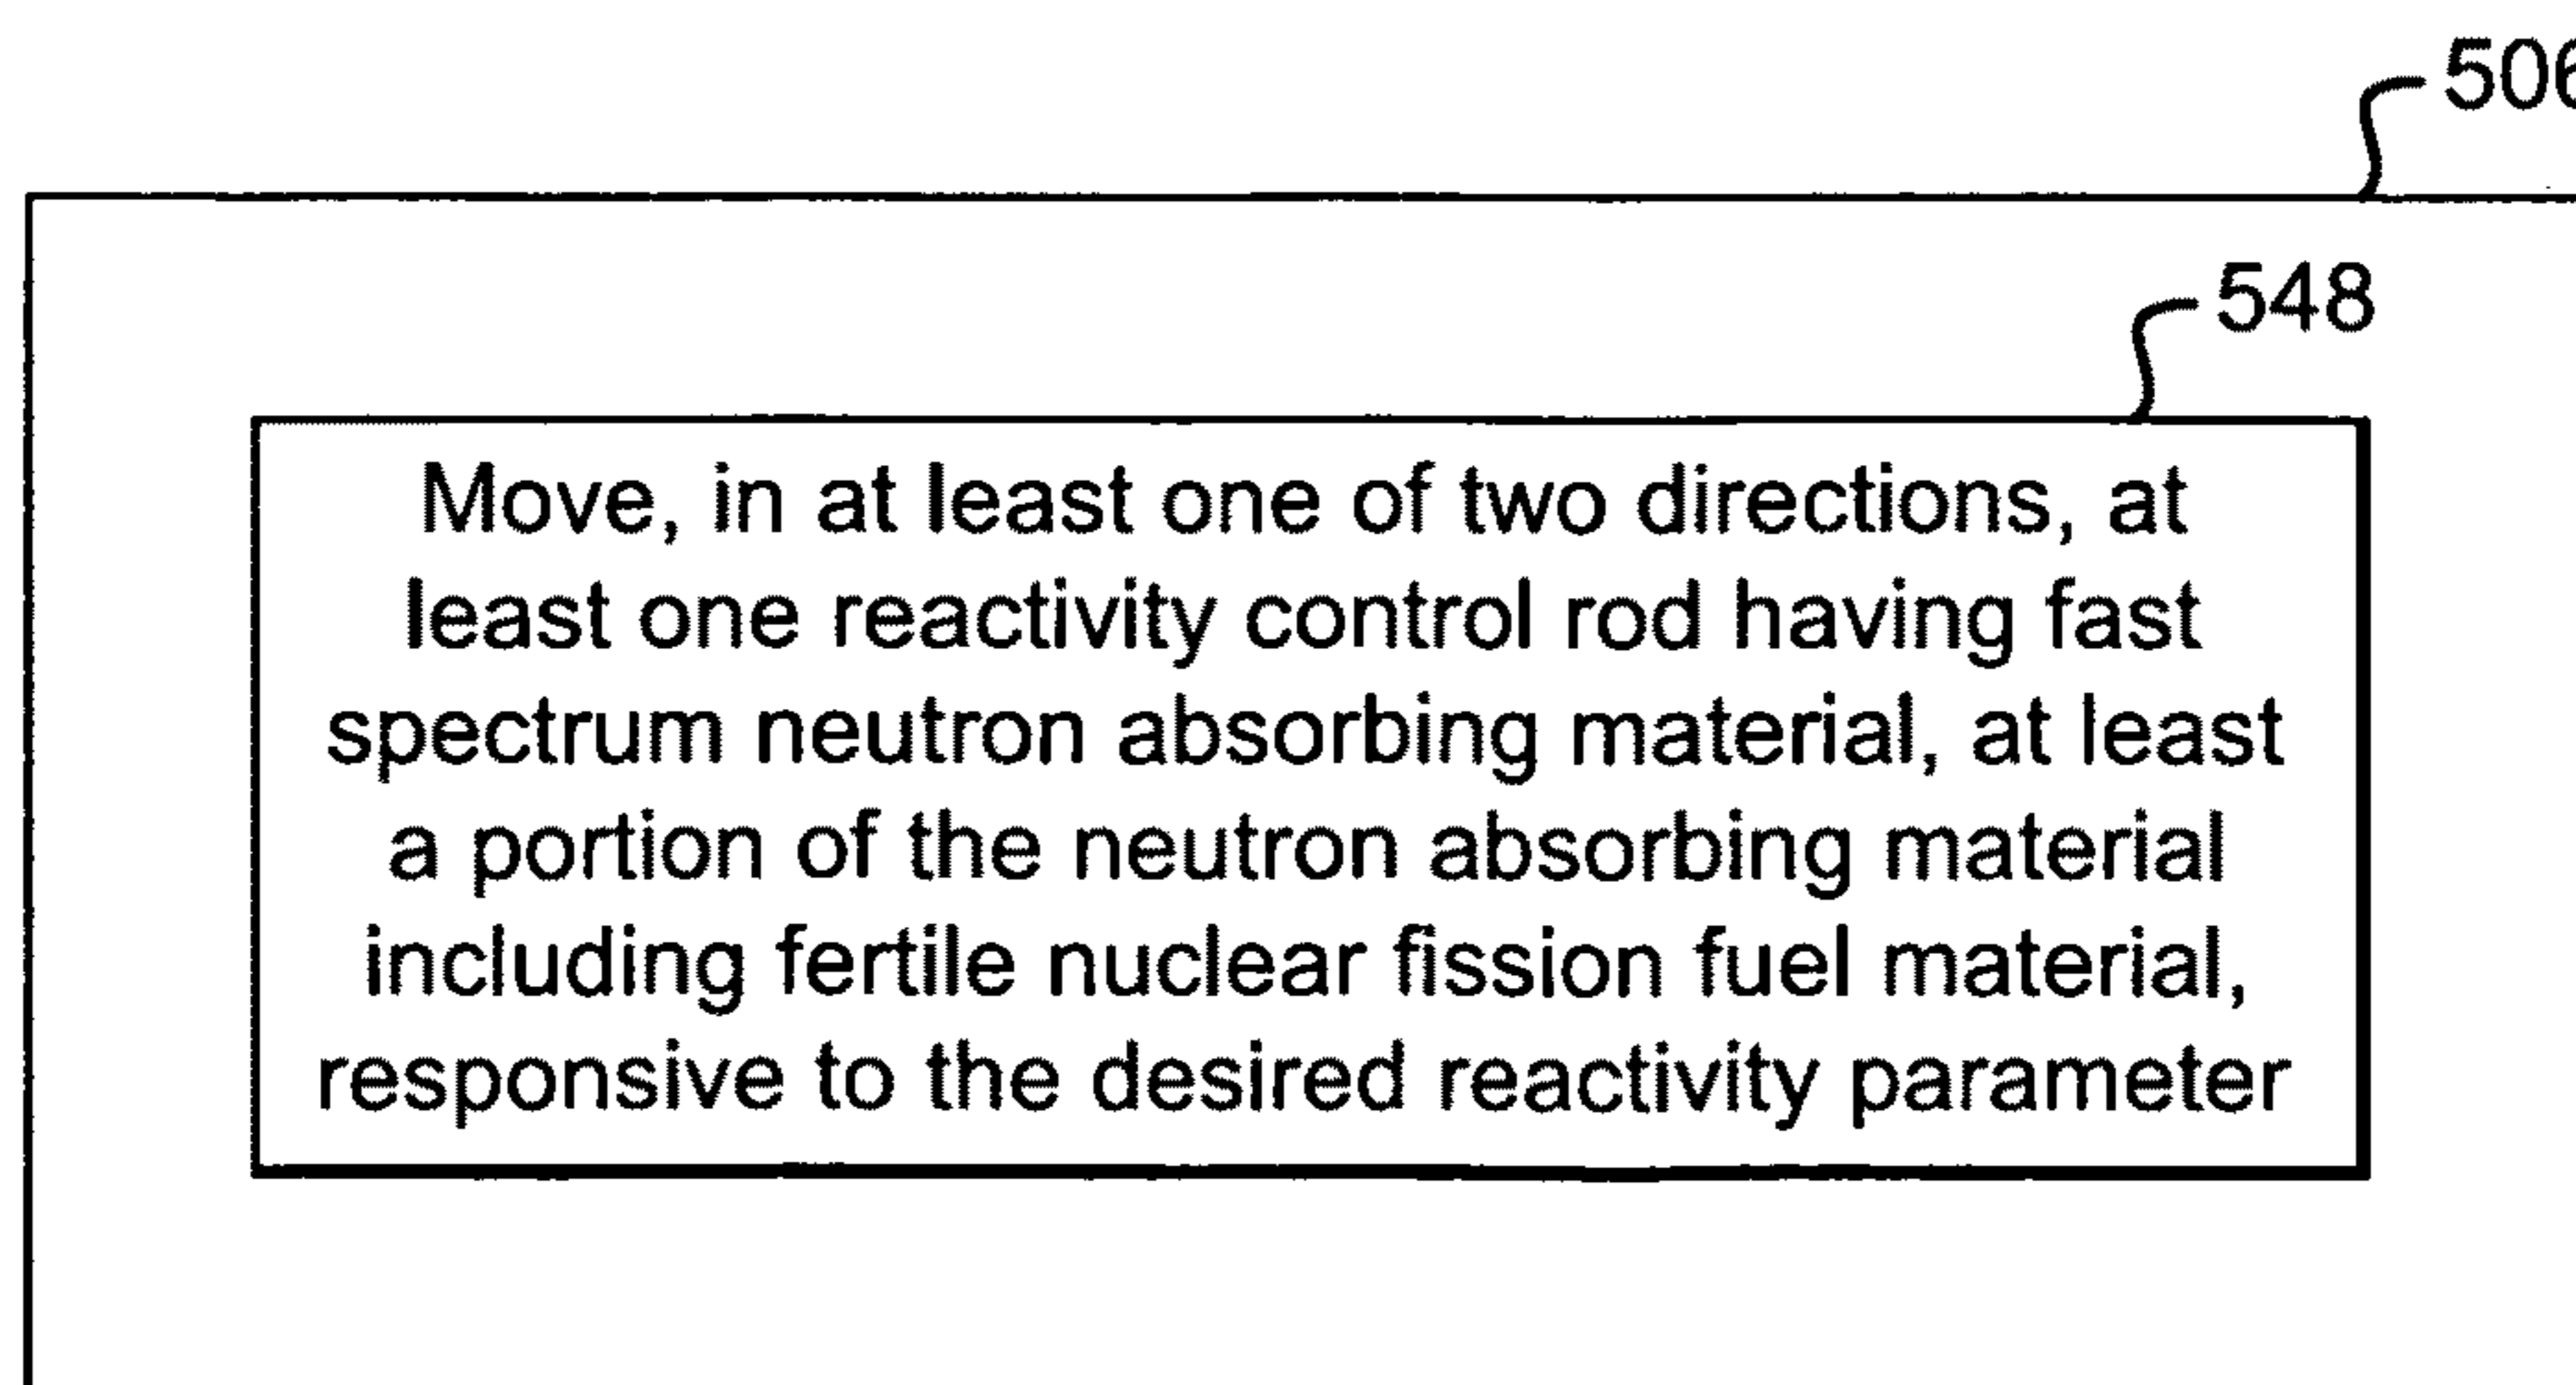 506
548
Move, in at least one of two directions, at
least one reactivity control rod having fast
spectrum neutron absorbing material, at least
a portion of the neutron absorbing material
including fertile nuclear fission fuel material,
responsive to the desired reactivity parameter